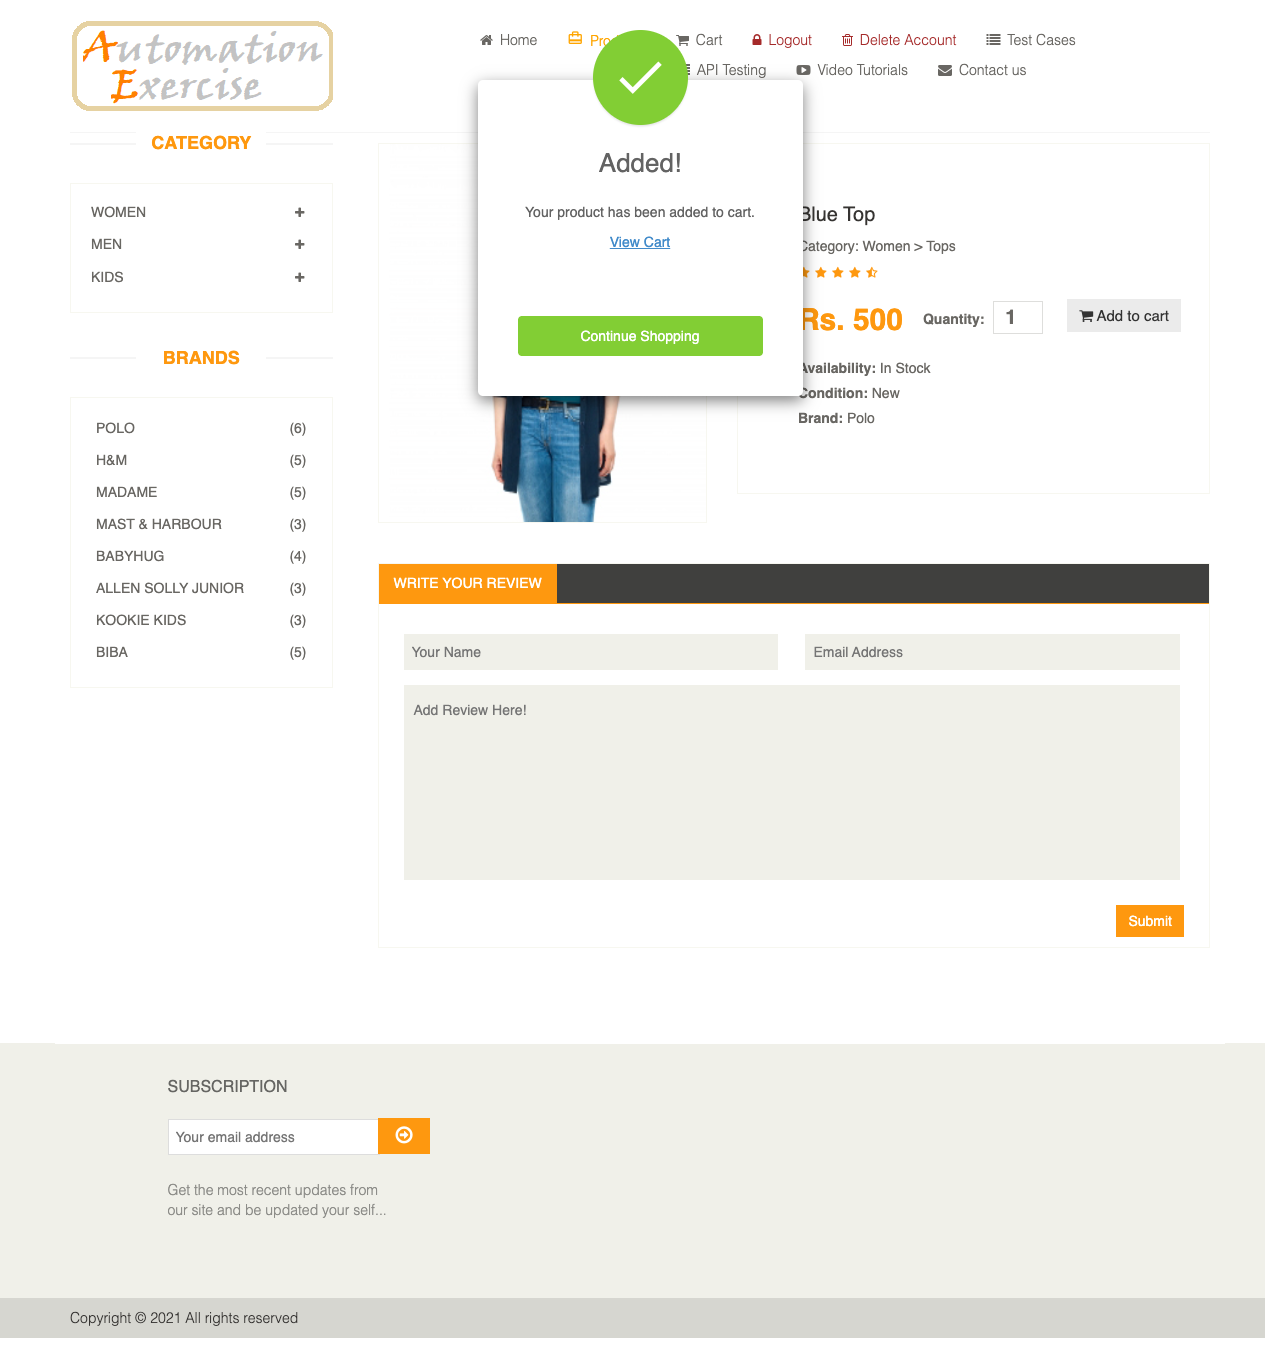 Automation
Exercise
Home
Cart
Logout
Delete Account
Test Cases
API Testing
Video Tutorials
Contact us
Added!
Your product has been added to cart.
View Cart
Continue Shopping
CATEGORY
WOMEN
MEN
KIDS
BRANDS
POLO (6)
H&M (5)
MADAME (5)
MAST & HARBOUR (3)
BABYHUG (4)
ALLEN SOLLY JUNIOR (3)
KOOKIE KIDS (3)
BIBA (5)
Blue Top
Category: Women > Tops
Rs. 500 Quantity: 1 Add to cart
Availability: In Stock
Condition: New
Brand: Polo
WRITE YOUR REVIEW
Your Name
Email Address
Add Review Here!
Submit
SUBSCRIPTION
Your email address
Get the most recent updates from
our site and be updated your self...
Copyright © 2021 All rights reserved